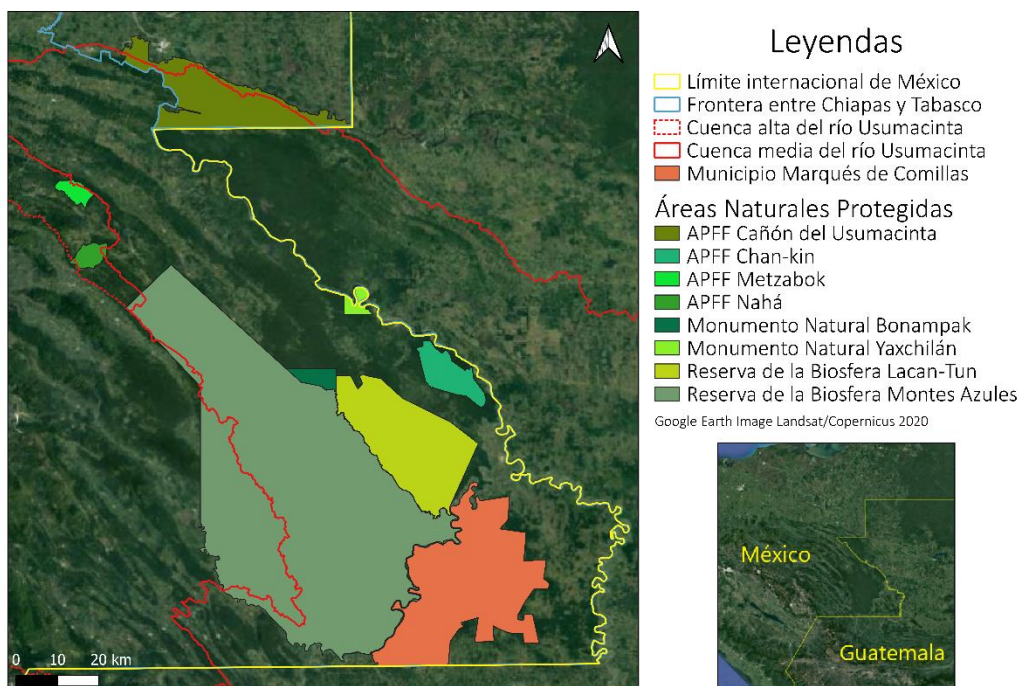 Leyendas
Límite internacional de México
Frontera entre Chiapas y Tabasco
Cuenca alta del río Usumacinta
Cuenca media del río Usumacinta
Municipio Marqués de Comillas
Áreas Naturales Protegidas
APFF Cañón del Usumacinta
APFF Chan-kin
APFF Metzabok
APFF Nahá
Monumento Natural Bonampak
Monumento Natural Yaxchilán
Reserva de la Biosfera Lacan-Tun
Reserva de la Biosfera Montes Azules
Google Earth Image Landsat/Copernicus 2020
México
Guatemala
0 10 20 km